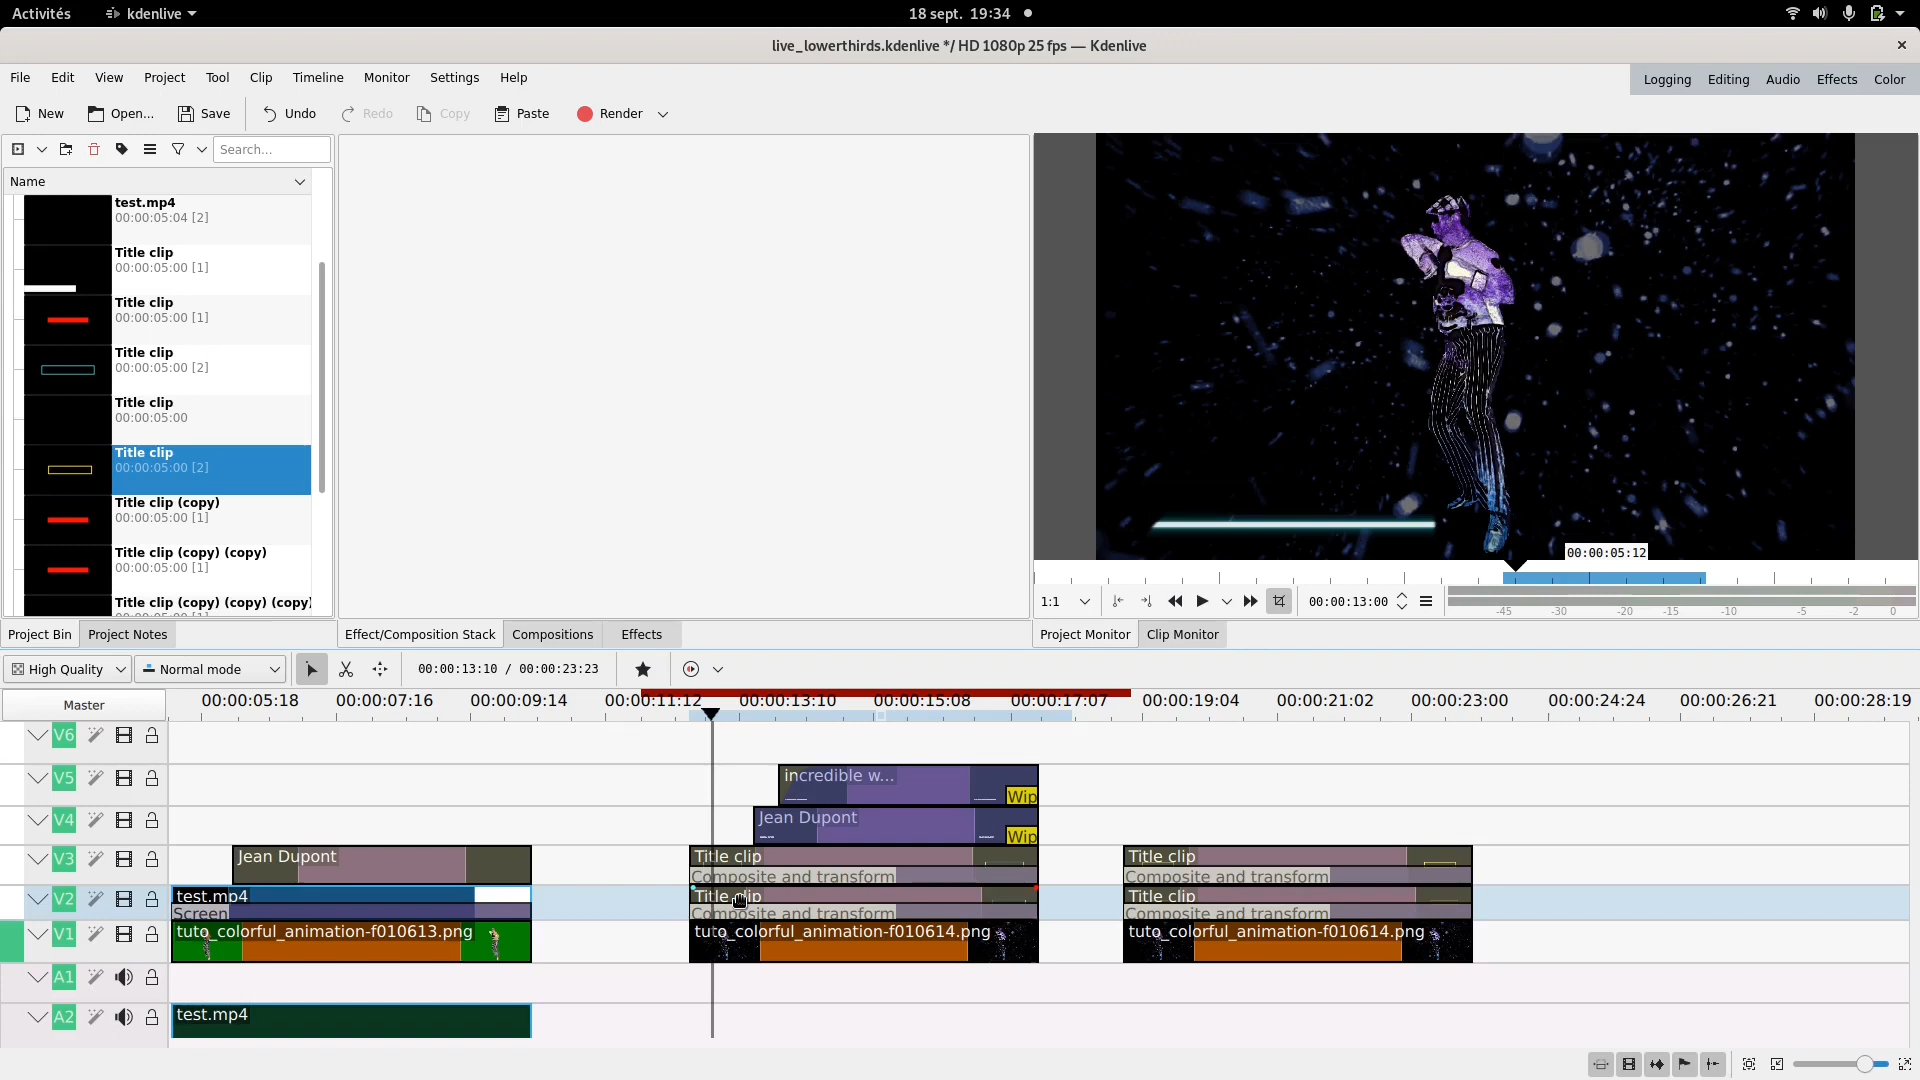 Activités kdenlive 18 sept. 19:34
live_lowerthirds.kdenlive */ HD 1080p 25 fps — Kdenlive
File Edit View Project Tool Clip Timeline Monitor Settings Help
Logging Editing Audio Effects Color
New Open... Save Undo Redo Copy Paste Render
Search...
Name
test.mp4
00:00:05:04 [2]
Title clip
00:00:05:00 [1]
Title clip
00:00:05:00 [1]
Title clip
00:00:05:00 [2]
Title clip
00:00:05:00
Title clip
00:00:05:00 [2]
Title clip (copy)
00:00:05:00 [1]
Title clip (copy) (copy)
00:00:05:00 [1]
Title clip (copy) (copy) (copy)
00:00:05:12
1:1 00:00:13:00
-45 -30 -20 -15 -10 -5 -2 0
Project Bin Project Notes Effect/Composition Stack Compositions Effects Project Monitor Clip Monitor
High Quality Normal mode 00:00:13:10 / 00:00:23:23
Master 00:00:05:18 00:00:07:16 00:00:09:14 00:00:11:12 00:00:13:10 00:00:15:08 00:00:17:07 00:00:19:04 00:00:21:02 00:00:23:00 00:00:24:24 00:00:26:21 00:00:28:19
V6
V5 incredible w...
Wip
V4 Jean Dupont
Wip
V3 Jean Dupont Title clip Title clip
Composite and transform Composite and transform
V2 test.mp4 Title clip Title clip
Screen Composite and transform Composite and transform
V1 tuto_colorful_animation-f010613.png tuto_colorful_animation-f010614.png tuto_colorful_animation-f010614.png
A1
A2 test.mp4